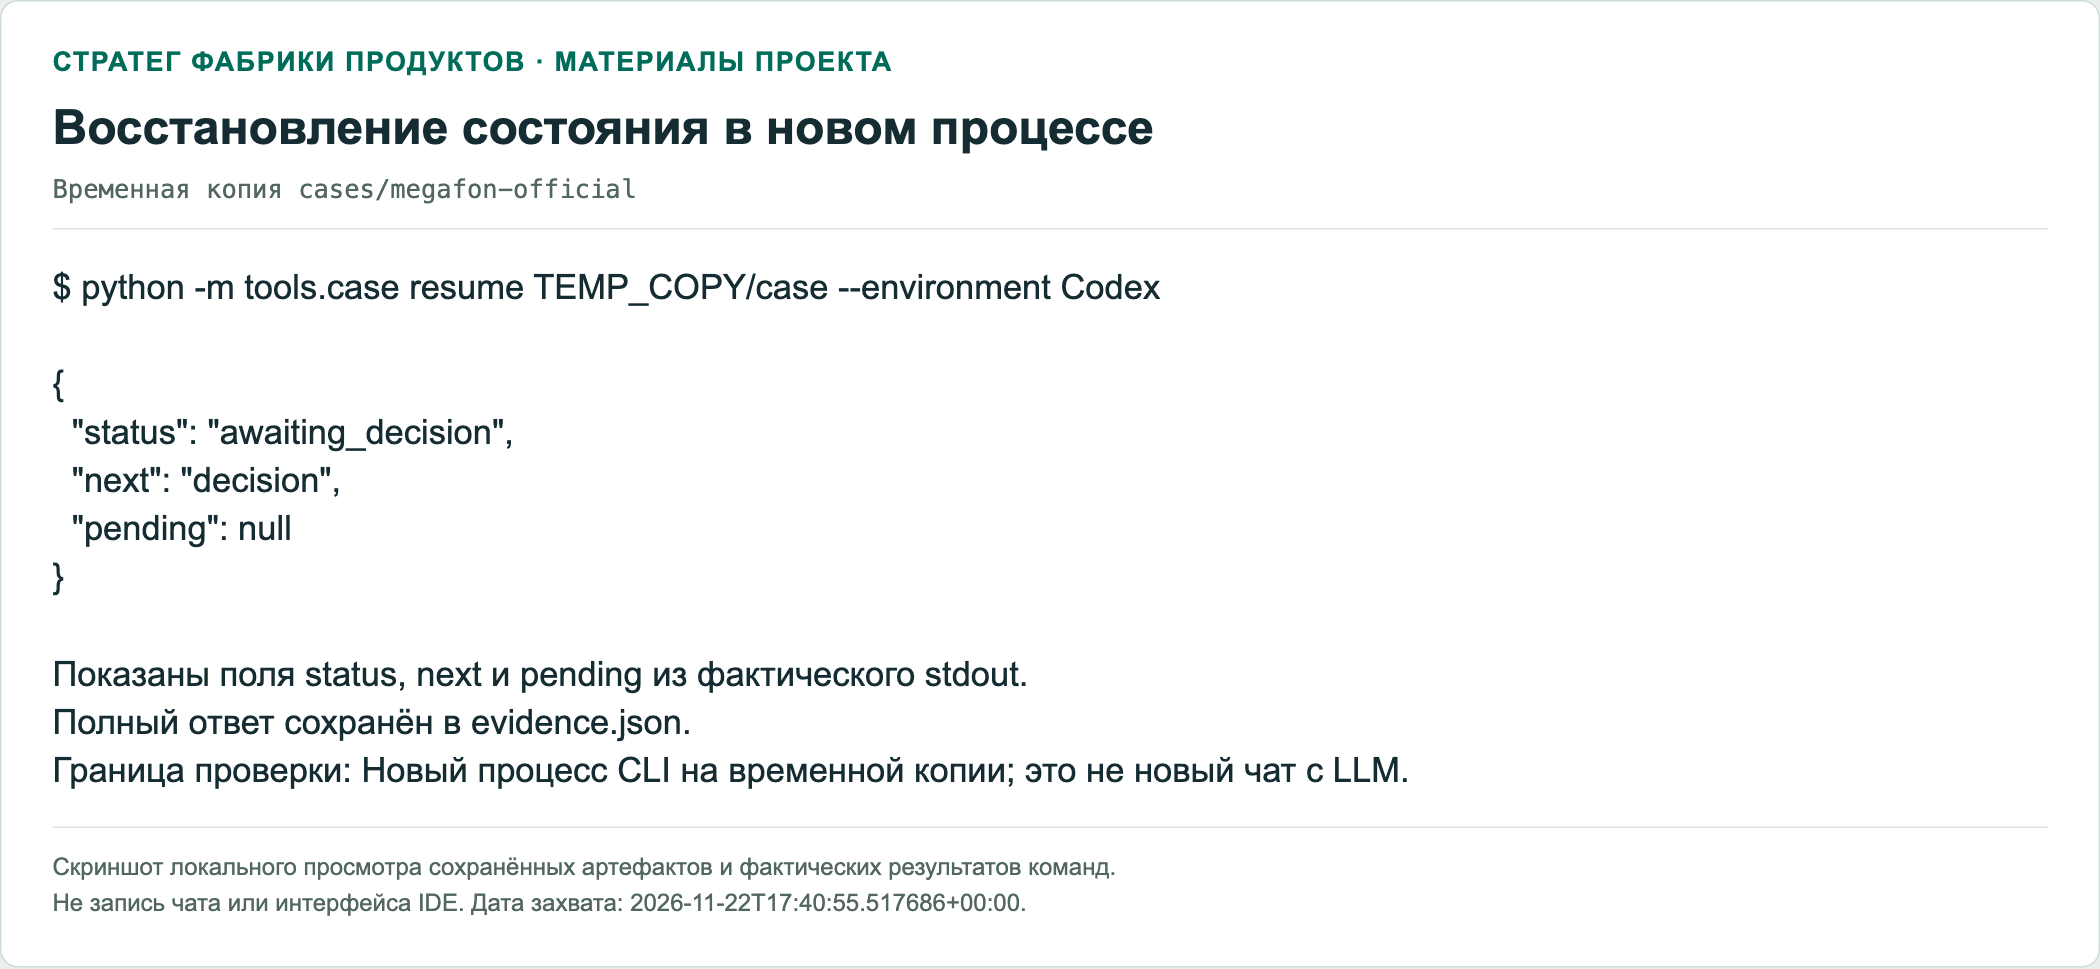 СТРАТЕГ ФАБРИКИ ПРОДУКТОВ · МАТЕРИАЛЫ ПРОЕКТА
Восстановление состояния в новом процессе
Временная копия cases/megafon-official
$ python -m tools.case resume TEMP_COPY/case --environment Codex
{
"status": "awaiting_decision",
"next": "decision",
"pending": null
}
Показаны поля status, next и pending из фактического stdout.
Полный ответ сохранён в evidence.json.
Граница проверки: Новый процесс CLI на временной копии; это не новый чат с LLM.
Скриншот локального просмотра сохранённых артефактов и фактических результатов команд.
Не запись чата или интерфейса IDE. Дата захвата: 2026-11-22T17:40:55.517686+00:00.